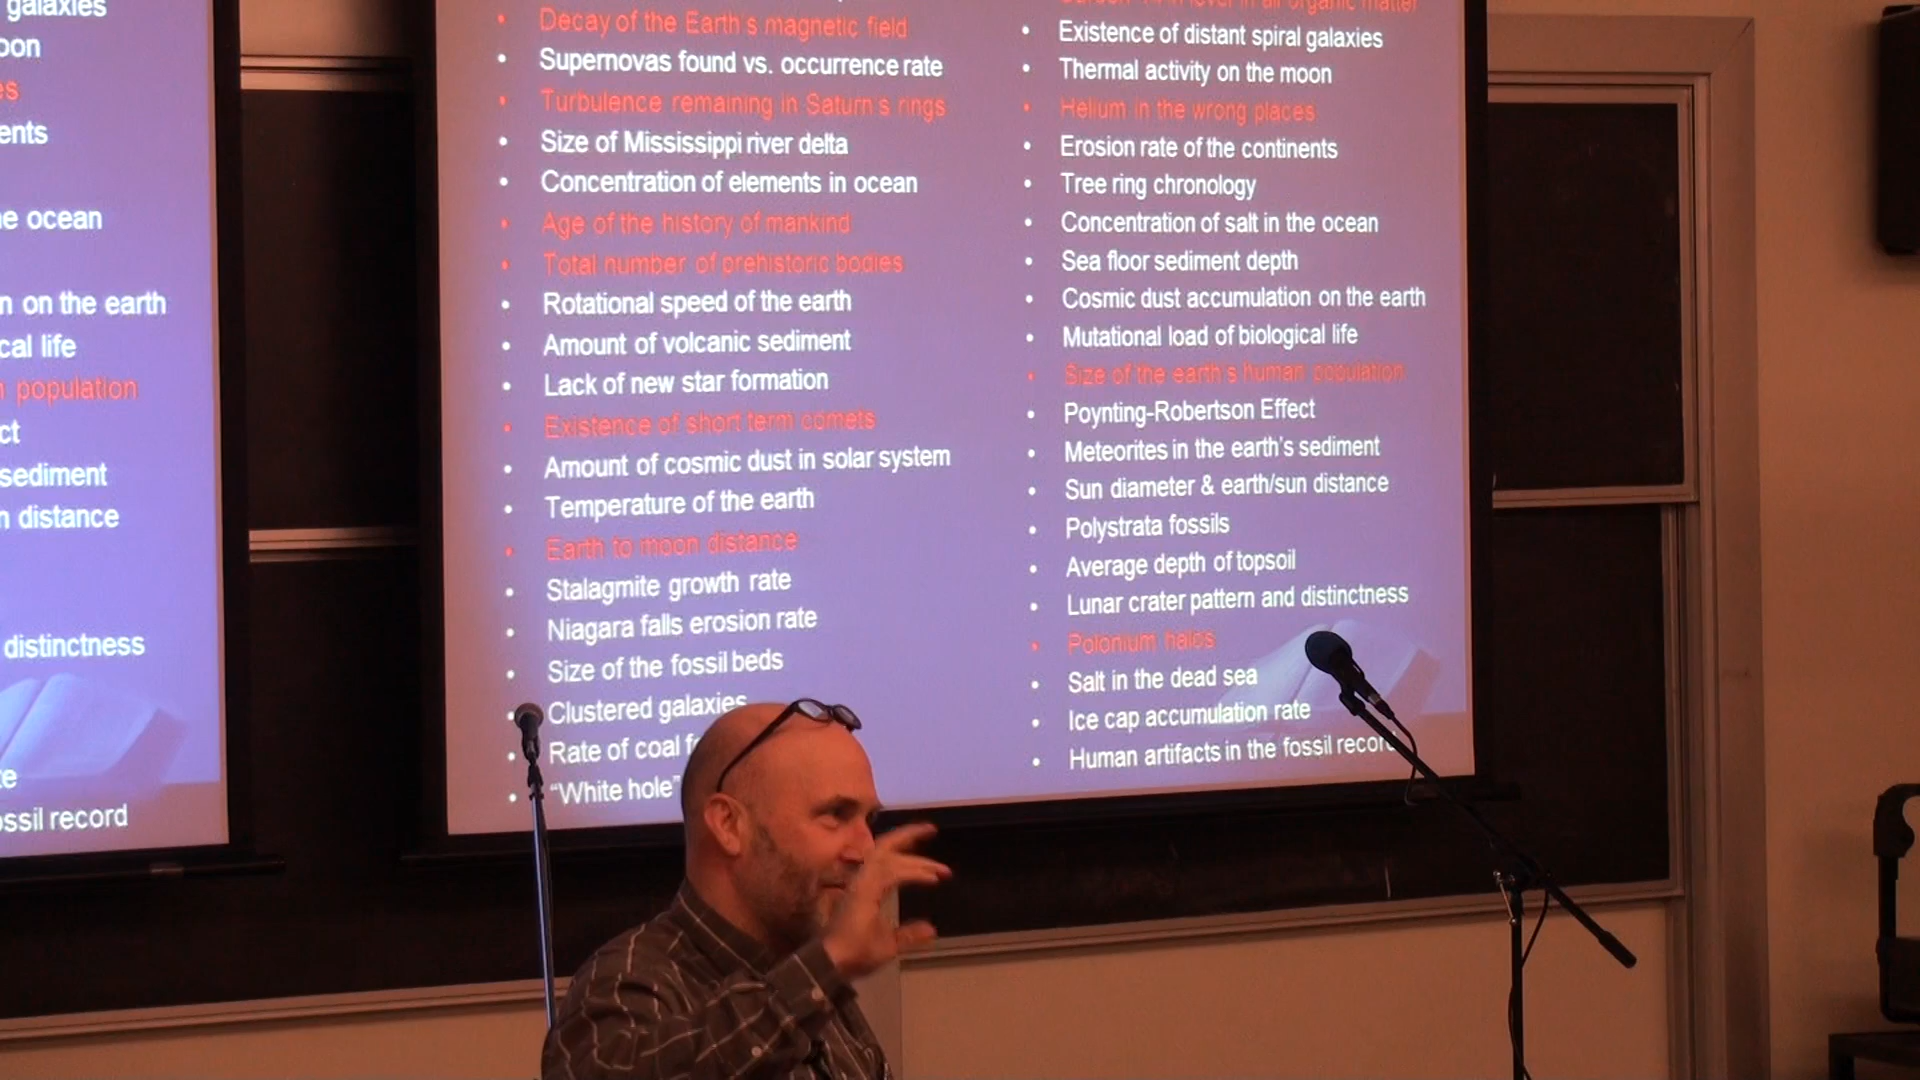 galaxies
oon
es
ents
e ocean
n on the earth
cal life
n population
ct
sediment
n distance
distinctness
te
ossil record
• Decay of the Earth's magnetic field
• Supernovas found vs. occurrence rate
• Turbulence remaining in Saturn's rings
• Size of Mississippi river delta
• Concentration of elements in ocean
• Age of the history of mankind
• Total number of prehistoric bodies
• Rotational speed of the earth
• Amount of volcanic sediment
• Lack of new star formation
• Existence of short term comets
• Amount of cosmic dust in solar system
• Temperature of the earth
• Earth to moon distance
• Stalagmite growth rate
• Niagara falls erosion rate
• Size of the fossil beds
• Clustered galaxies
• Rate of coal f
• "White hole"
level in all organic matter
• Existence of distant spiral galaxies
• Thermal activity on the moon
• Helium in the wrong places
• Erosion rate of the continents
• Tree ring chronology
• Concentration of salt in the ocean
• Sea floor sediment depth
• Cosmic dust accumulation on the earth
• Mutational load of biological life
• Size of the earth's human population
• Poynting-Robertson Effect
• Meteorites in the earth's sediment
• Sun diameter & earth/sun distance
• Polystrata fossils
• Average depth of topsoil
• Lunar crater pattern and distinctness
• Polonium halos
• Salt in the dead sea
• Ice cap accumulation rate
• Human artifacts in the fossil record